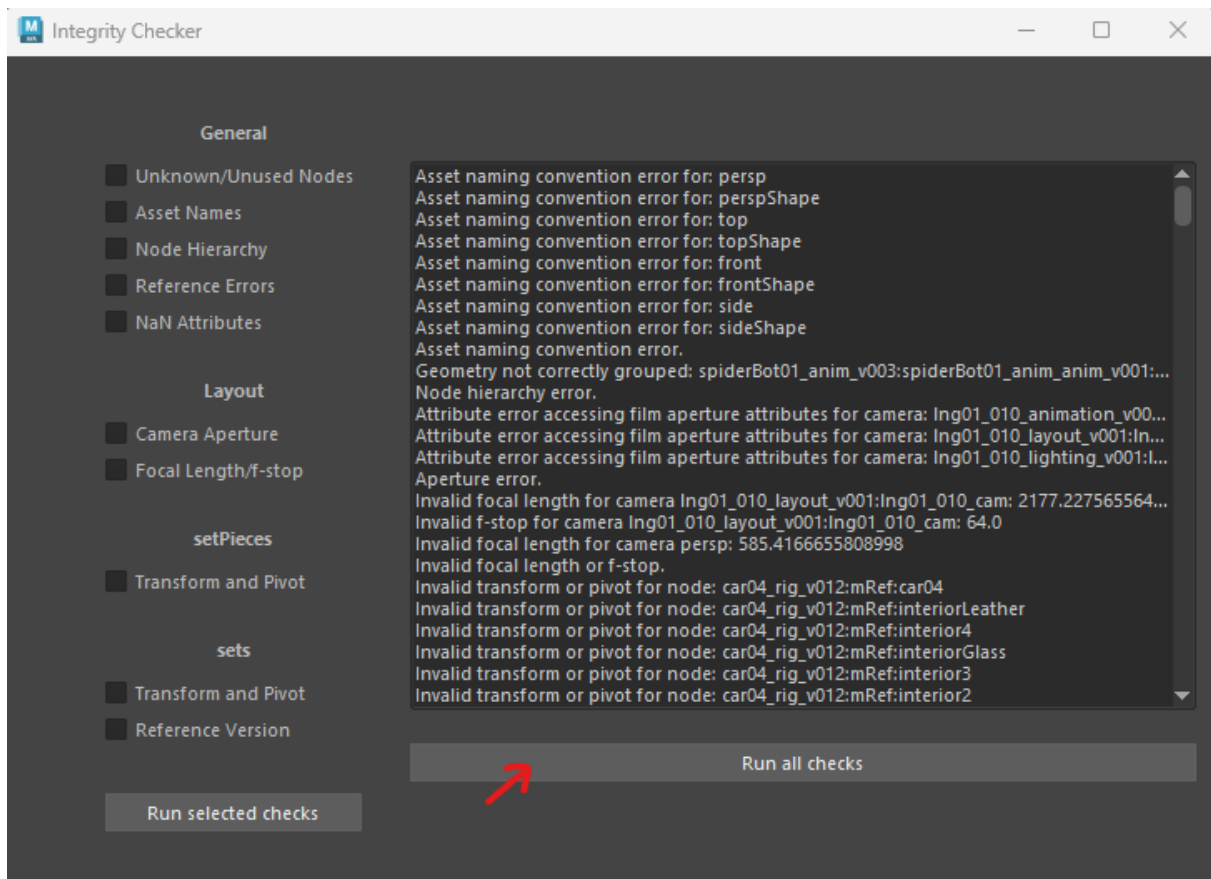 Integrity Checker
General
Unknown/Unused Nodes
Asset Names
Node Hierarchy
Reference Errors
NaN Attributes
Layout
Camera Aperture
Focal Length/f-stop
setPieces
Transform and Pivot
sets
Transform and Pivot
Reference Version
Run selected checks
Asset naming convention error for: persp
Asset naming convention error for: perspShape
Asset naming convention error for: top
Asset naming convention error for: topShape
Asset naming convention error for: front
Asset naming convention error for: frontShape
Asset naming convention error for: side
Asset naming convention error for: sideShape
Asset naming convention error.
Geometry not correctly grouped: spiderBot01_anim_v003:spiderBot01_anim_anim_v001:...
Node hierarchy error.
Attribute error accessing film aperture attributes for camera: lng01_010_animation_v00...
Attribute error accessing film aperture attributes for camera: lng01_010_layout_v001:ln...
Attribute error accessing film aperture attributes for camera: lng01_010_lighting_v001:l...
Aperture error.
Invalid focal length for camera lng01_010_layout_v001:lng01_010_cam: 2177.227565564...
Invalid f-stop for camera lng01_010_layout_v001:lng01_010_cam: 64.0
Invalid focal length for camera persp: 585.4166655808998
Invalid focal length or f-stop.
Invalid transform or pivot for node: car04_rig_v012:mRef:car04
Invalid transform or pivot for node: car04_rig_v012:mRef:interiorLeather
Invalid transform or pivot for node: car04_rig_v012:mRef:interior4
Invalid transform or pivot for node: car04_rig_v012:mRef:interiorGlass
Invalid transform or pivot for node: car04_rig_v012:mRef:interior3
Invalid transform or pivot for node: car04_rig_v012:mRef:interior2
Run all checks